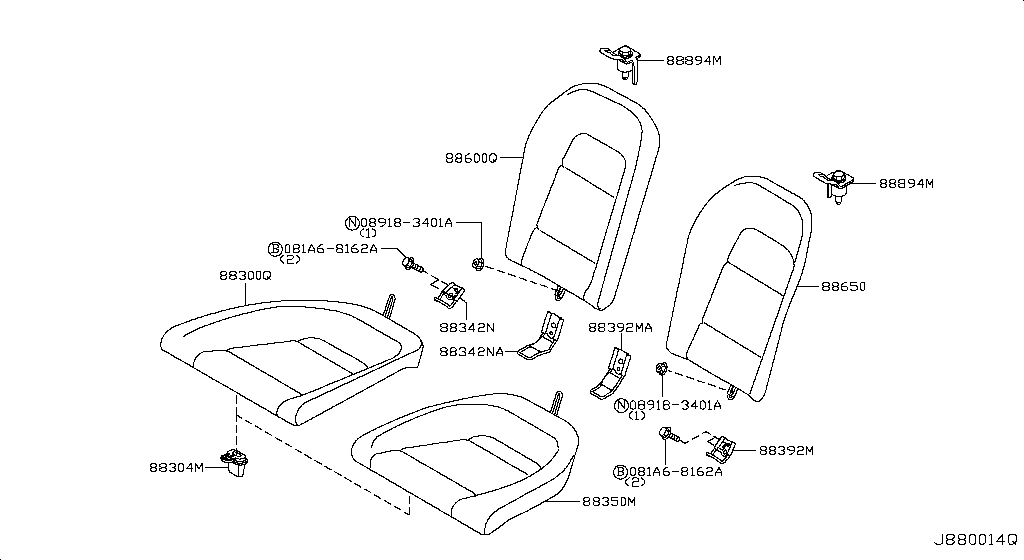 88894M
88600Q
88894M
N08918-3401A
(1)
B081A6-8162A
(2)
88300Q
88650
88342N
88392MA
88342NA
N08918-3401A
(1)
88392M
88304M
B081A6-8162A
(2)
88350M
J880014Q